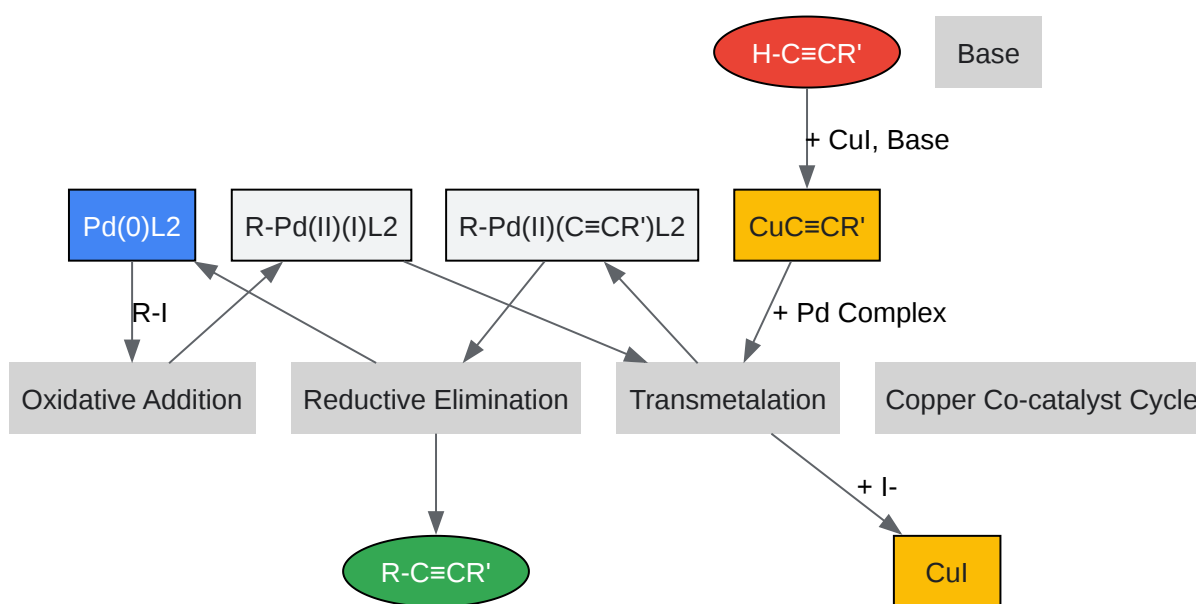 H-C≡CR'
Base
+ CuI, Base
Pd(0)L2
R-Pd(II)(I)L2
R-Pd(II)(C≡CR')L2
CuC≡CR'
R-I
+ Pd Complex
Oxidative Addition
Reductive Elimination
Transmetalation
Copper Co-catalyst Cycle
+ I-
R-C≡CR'
CuI